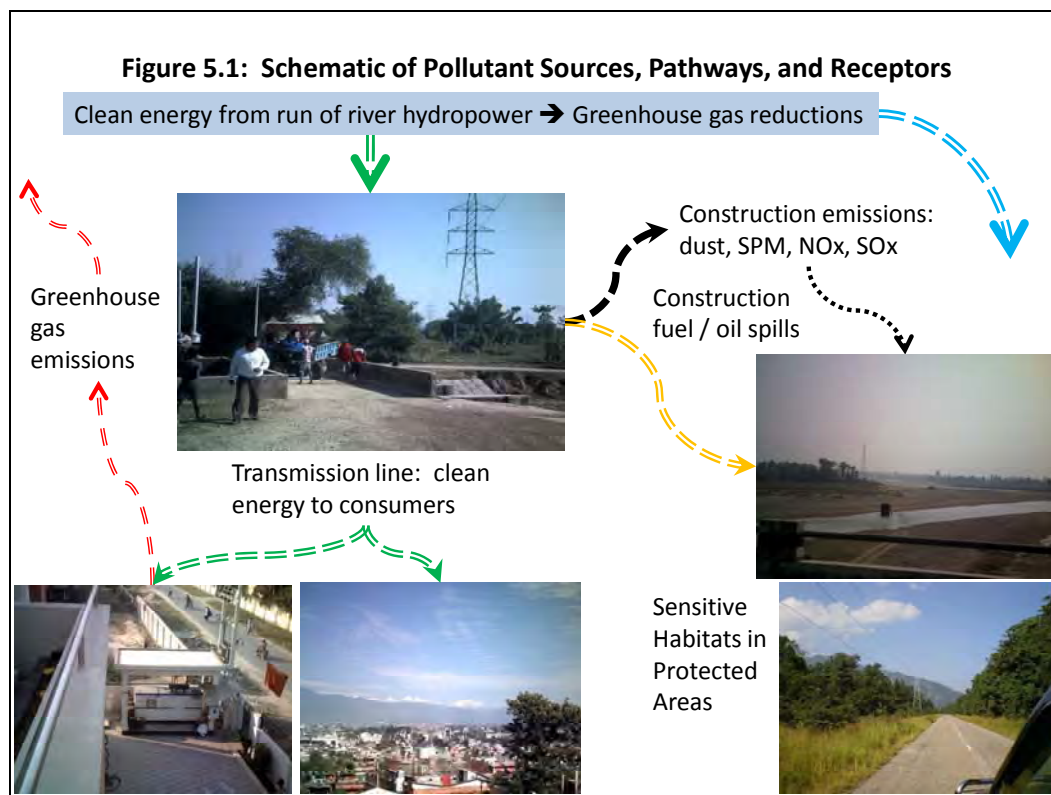 Figure 5.1: Schematic of Pollutant Sources, Pathways, and Receptors
Clean energy from run of river hydropower ➔ Greenhouse gas reductions
Construction emissions:
dust, SPM, NOx, SOx
Greenhouse
gas
emissions
Construction
fuel / oil spills
Transmission line: clean
energy to consumers
Sensitive
Habitats in
Protected
Areas